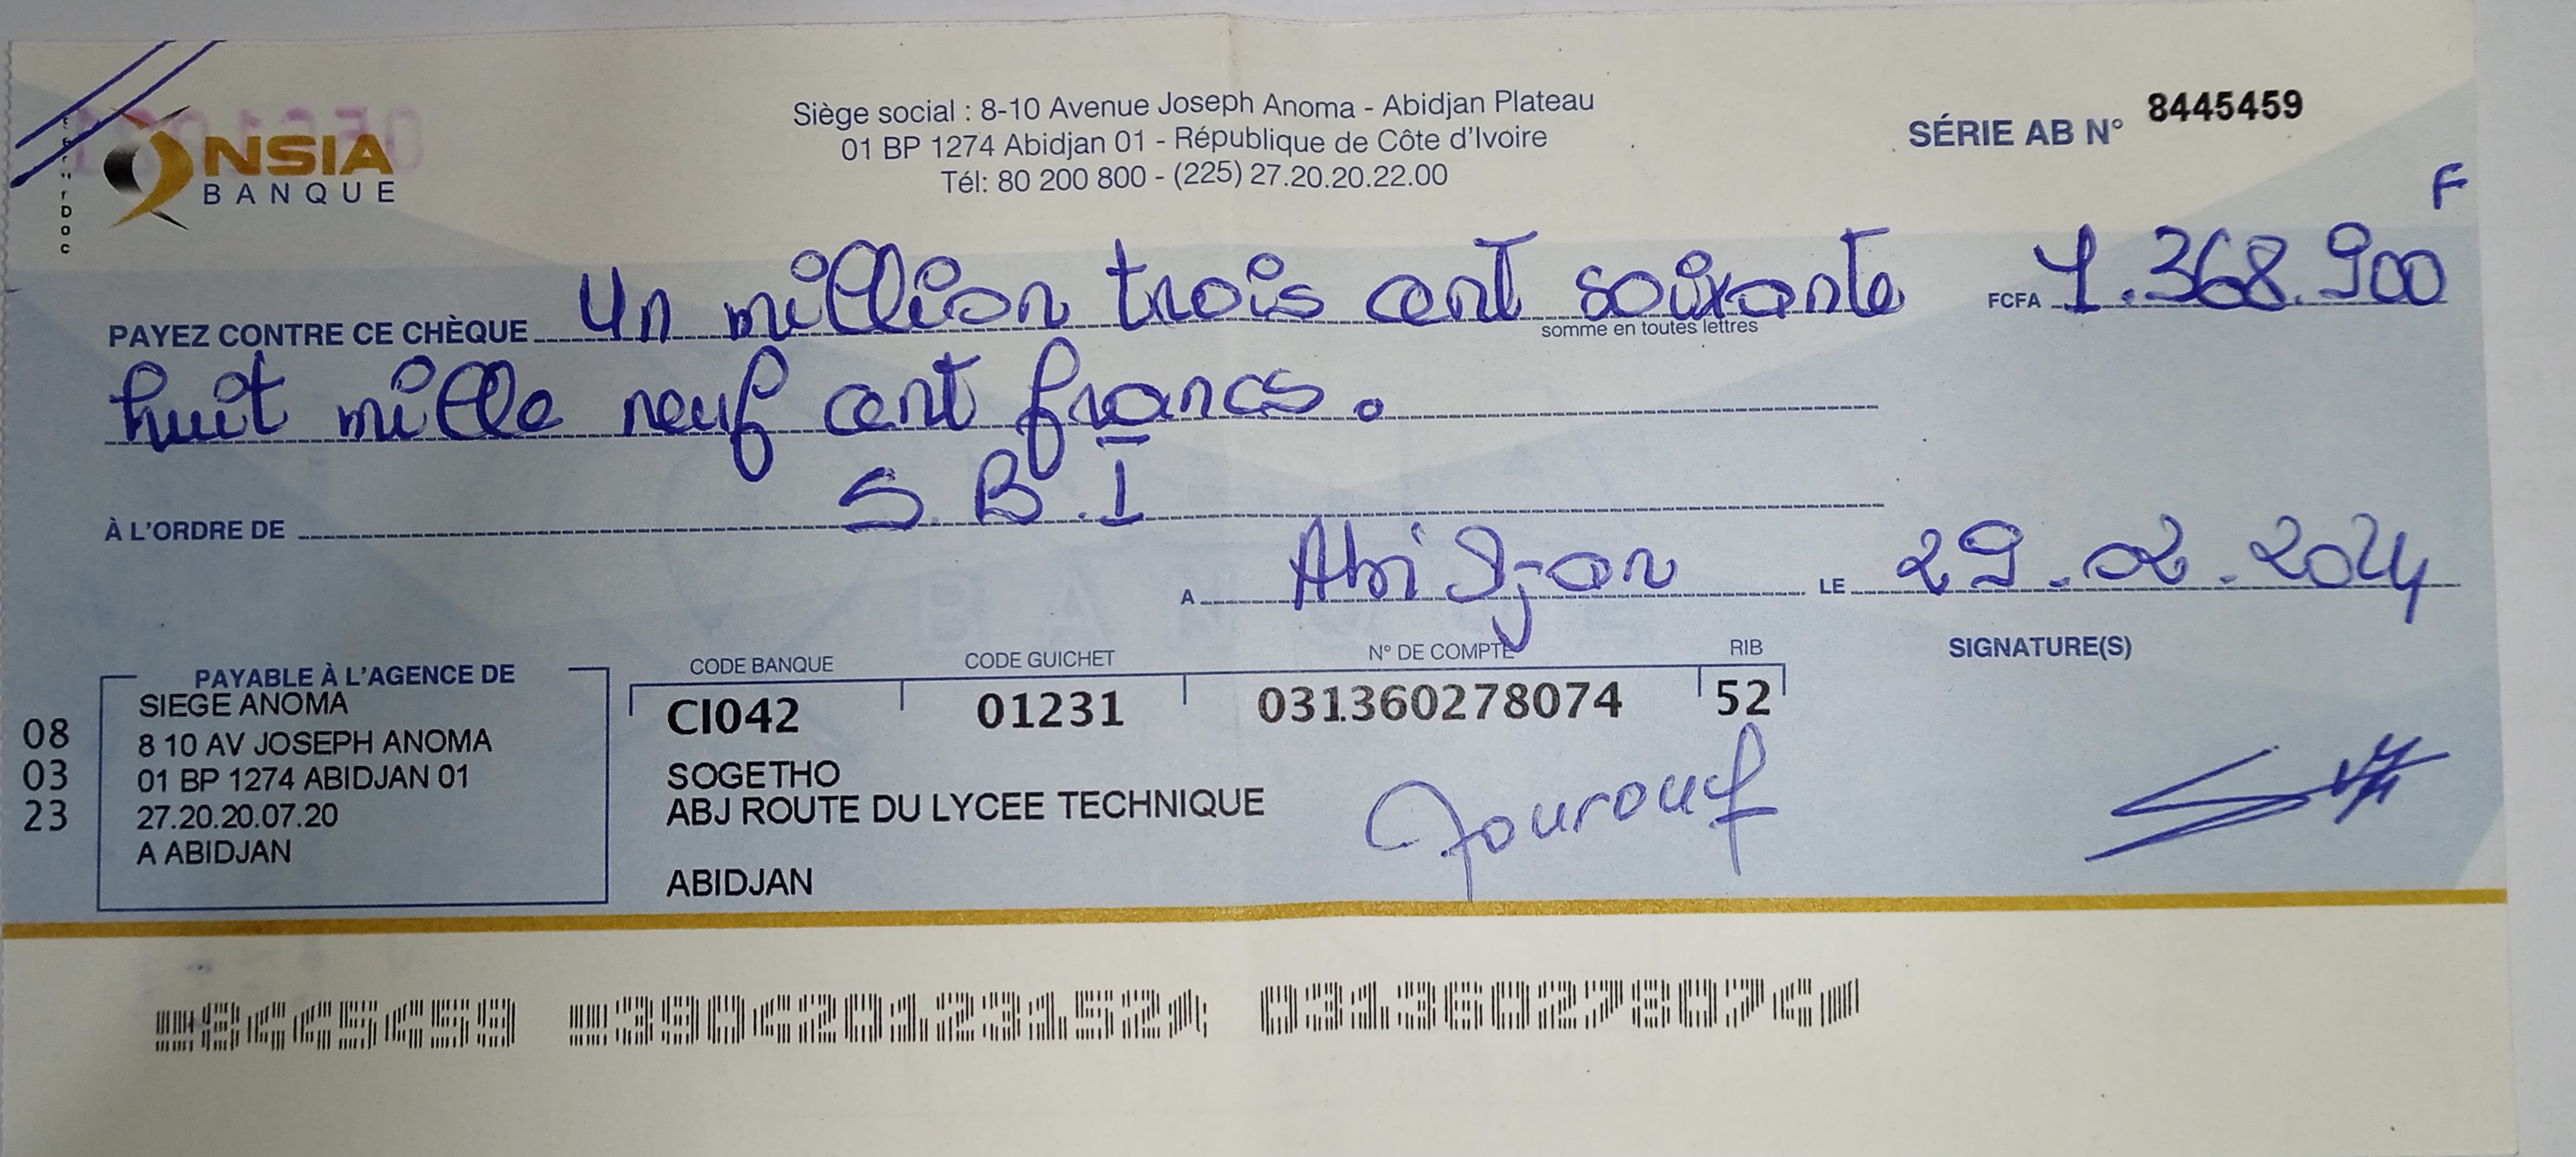 NSIA
BANQUE
Siège social : 8-10 Avenue Joseph Anoma - Abidjan Plateau
01 BP 1274 Abidjan 01 - République de Côte d'Ivoire
Tél: 80 200 800 - (225) 27.20.20.22.00
SÉRIE AB N° 8445459
PAYEZ CONTRE CE CHÈQUE Un million trois cent soixante
somme en toutes lettres
FCFA 1.368.900 F
huit mille neuf cent francs.
À L'ORDRE DE S.B.I
A Abidjan LE 29.02.2024
PAYABLE À L'AGENCE DE
SIEGE ANOMA
8 10 AV JOSEPH ANOMA
01 BP 1274 ABIDJAN 01
27.20.20.07.20
A ABIDJAN
08
03
23
CODE BANQUE CODE GUICHET N° DE COMPTE RIB
CI042 01231 031360278074 52
SOGETHO
ABJ ROUTE DU LYCEE TECHNIQUE
ABIDJAN
SIGNATURE(S)
8445459 390420123152 031360278074